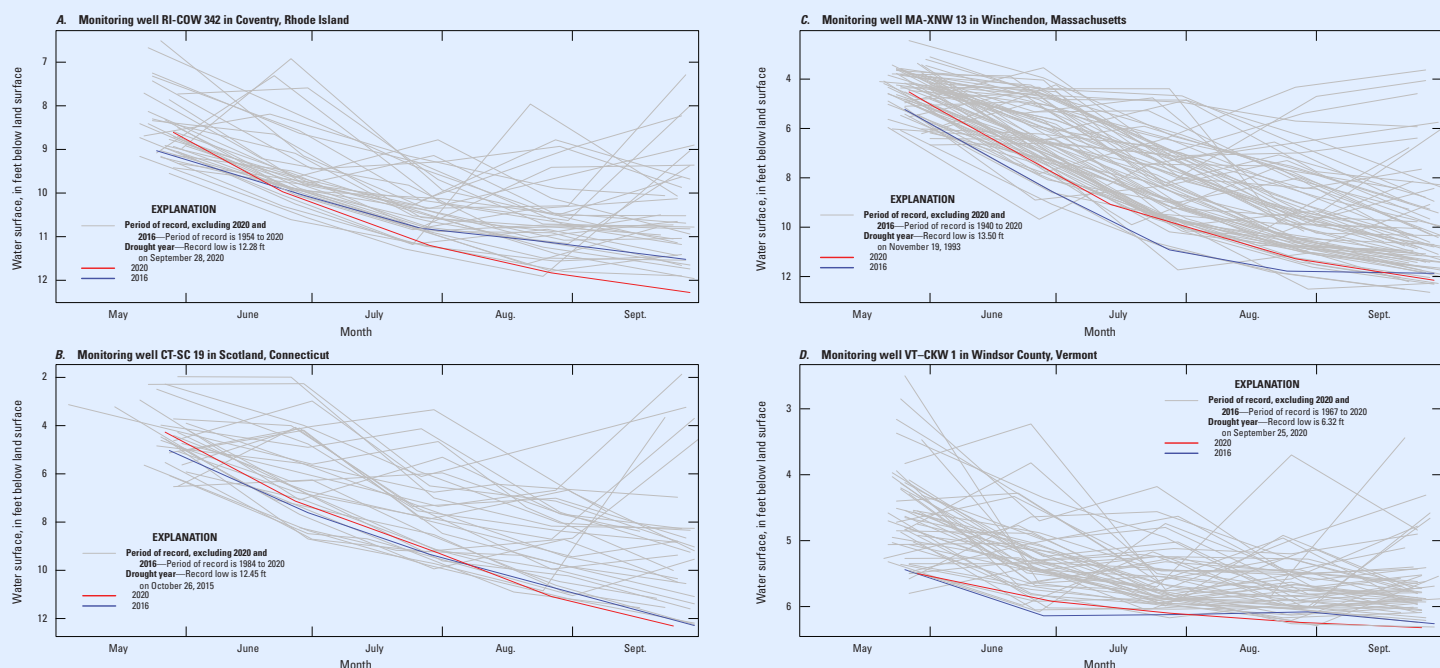 A. Monitoring well RI-COW 342 in Coventry, Rhode Island
Water surface, in feet below land surface
7
8
9
10
11
12
EXPLANATION
Period of record, excluding 2020 and
2016—Period of record is 1954 to 2020
Drought year—Record low is 12.28 ft
on September 28, 2020
2020
2016
May
June
July
Aug.
Sept.
Month
B. Monitoring well CT-SC 19 in Scotland, Connecticut
Water surface, in feet below land surface
2
4
6
8
10
12
EXPLANATION
Period of record, excluding 2020 and
2016—Period of record is 1984 to 2020
Drought year—Record low is 12.45 ft
on October 26, 2015
2020
2016
May
June
July
Aug.
Sept.
Month
C. Monitoring well MA-XNW 13 in Winchendon, Massachusetts
Water surface, in feet below land surface
4
6
8
10
12
EXPLANATION
Period of record, excluding 2020 and
2016—Period of record is 1940 to 2020
Drought year—Record low is 13.50 ft
on November 19, 1993
2020
2016
May
June
July
Aug.
Sept.
Month
D. Monitoring well VT–CKW 1 in Windsor County, Vermont
Water surface, in feet below land surface
3
4
5
6
EXPLANATION
Period of record, excluding 2020 and
2016—Period of record is 1967 to 2020
Drought year—Record low is 6.32 ft
on September 25, 2020
2020
2016
May
June
July
Aug.
Sept.
Month